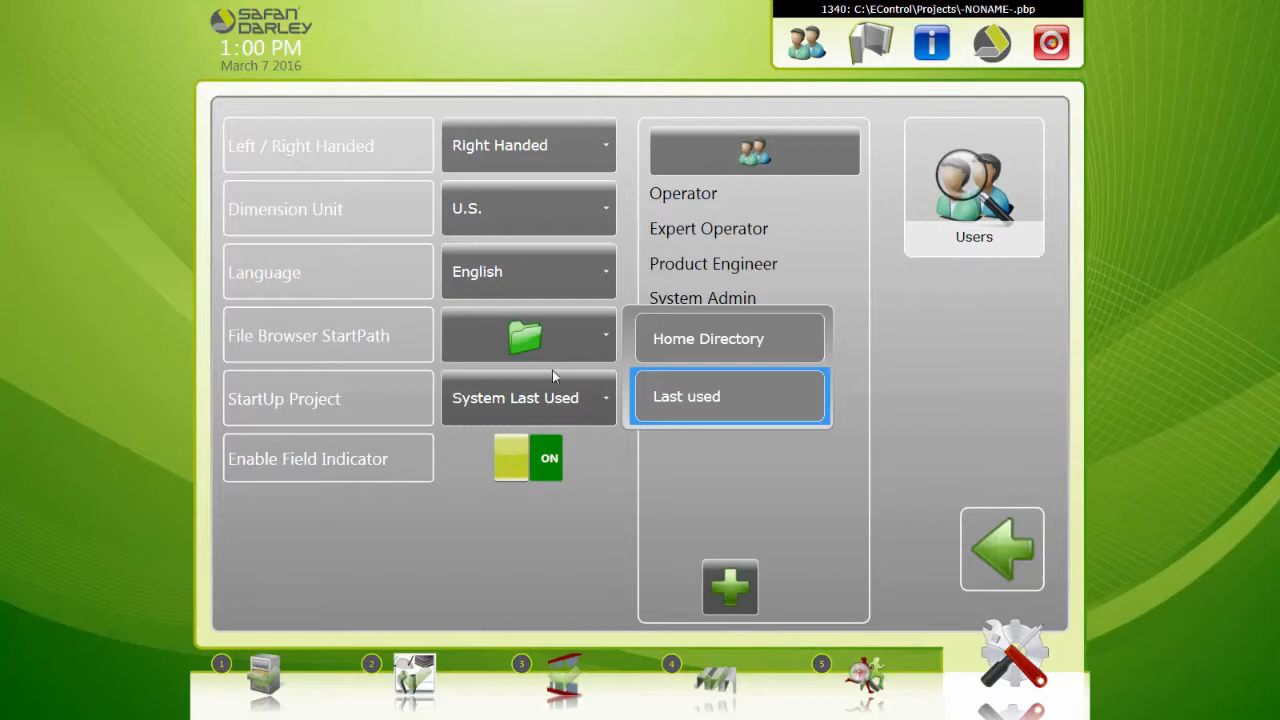 SAFAN
DARLEY
1:00 PM
March 7 2016
1340: C:\EControl\Projects\-NONAME-.pbp
Left / Right Handed
Right Handed
Dimension Unit
U.S.
Language
English
File Browser StartPath
StartUp Project
System Last Used
Enable Field Indicator
ON
Operator
Expert Operator
Product Engineer
System Admin
Home Directory
Last used
Users
1
2
3
4
5